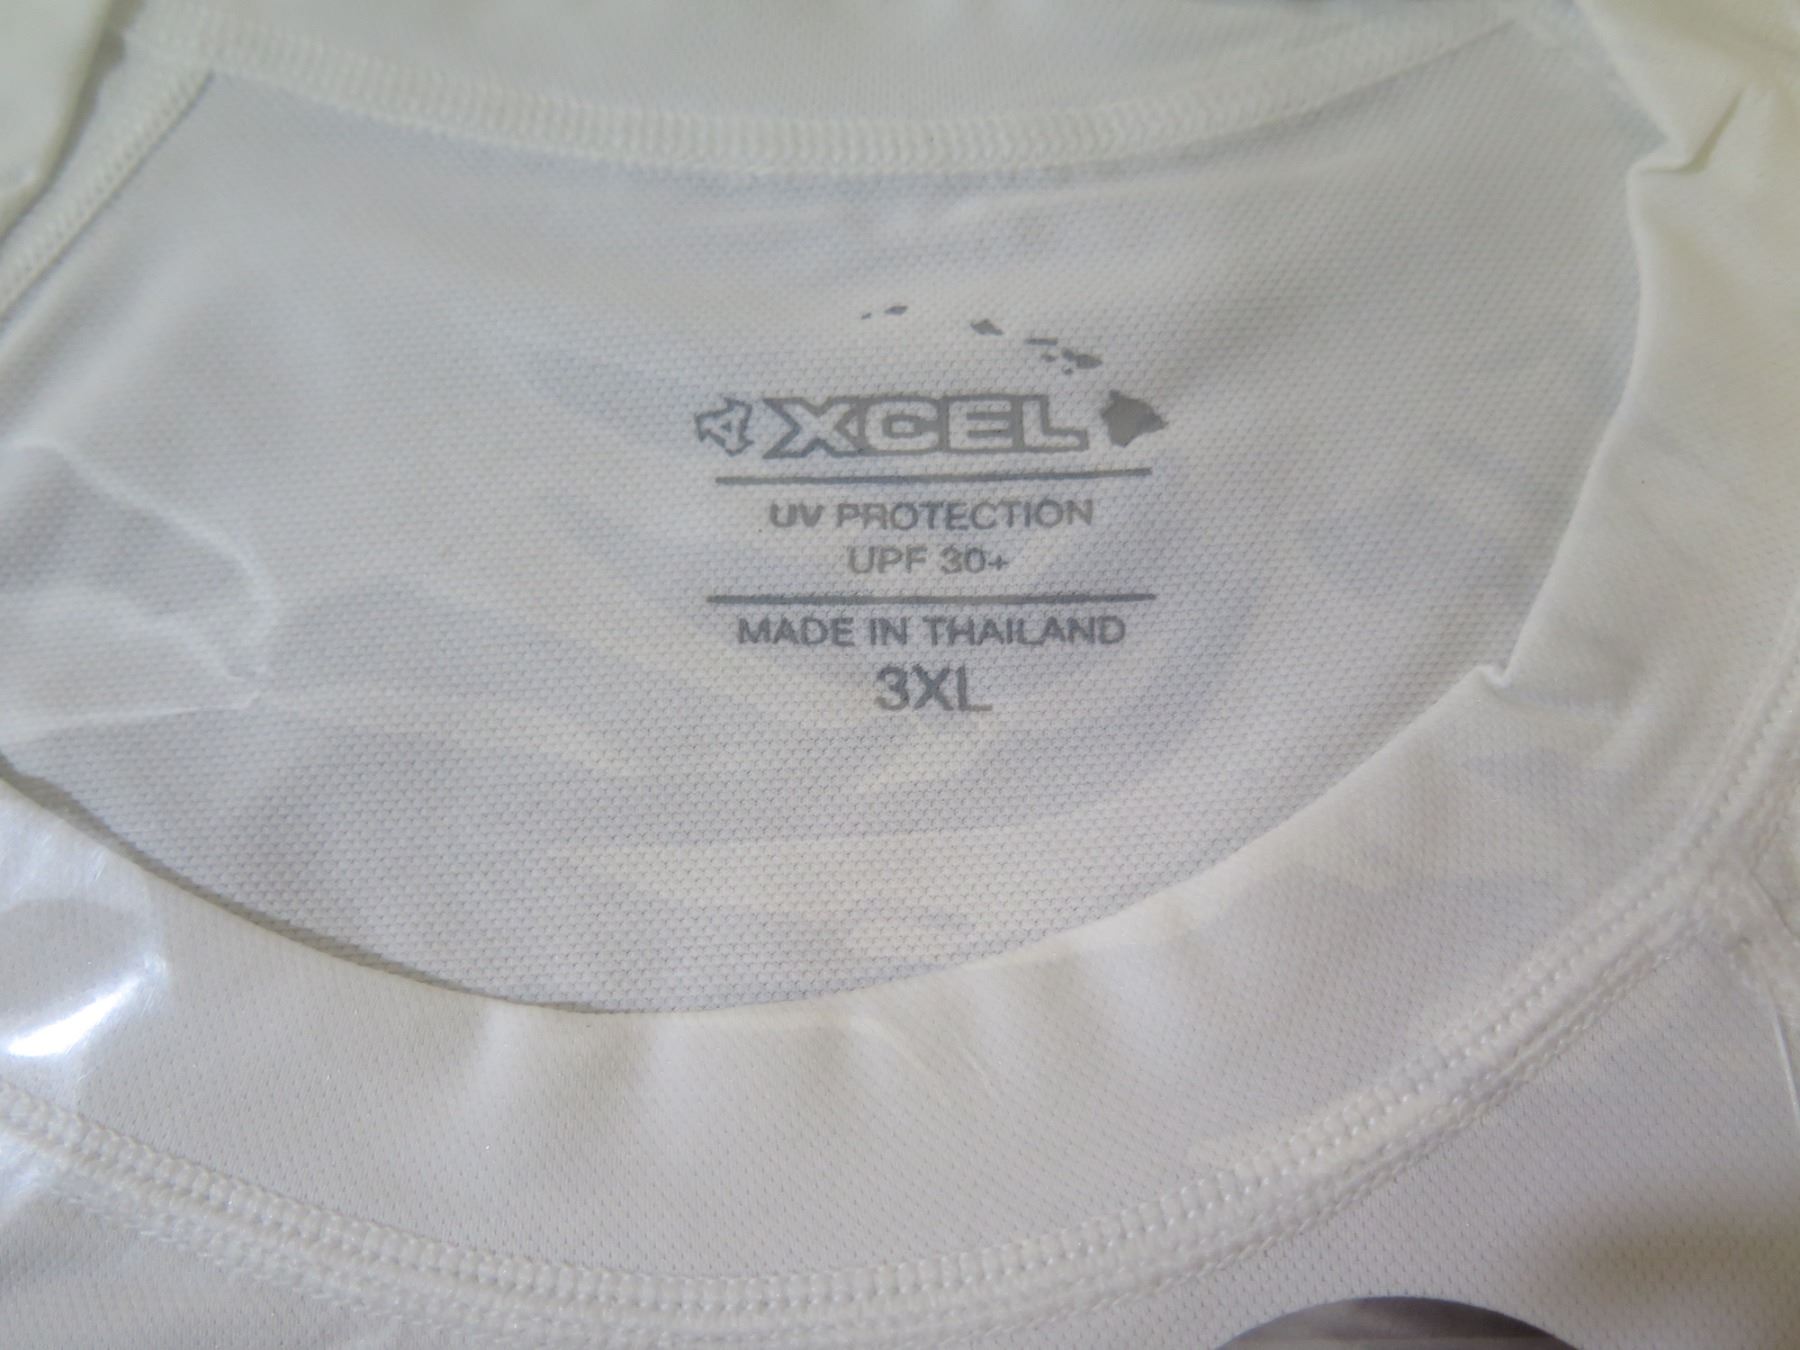 XCEL
UV PROTECTION
UPF 30+
MADE IN THAILAND
3XL